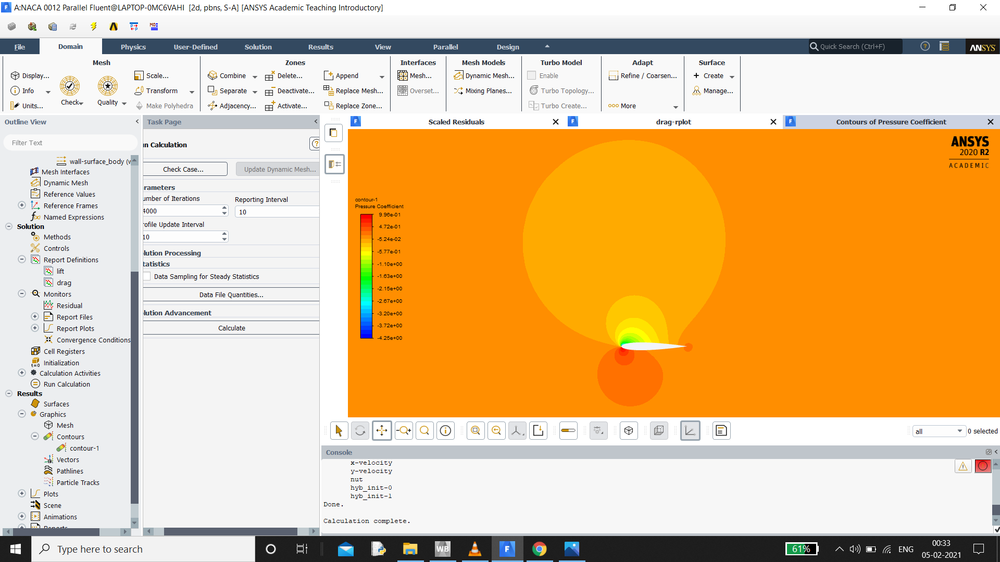 A:NACA 0012 Parallel Fluent@LAPTOP-0MC6VAHI [2d, pbns, S-A] [ANSYS Academic Teaching Introductory]
File Domain Physics User-Defined Solution Results View Parallel Design Quick Search (Ctrl+F) ANSYS
Mesh Zones Interfaces Mesh Models Turbo Model Adapt Surface
Display... Scale... Combine Delete... Append Mesh... Dynamic Mesh... Enable Refine / Coarsen... Create
Info Transform Separate Deactivate... Replace Mesh... Overset... Mixing Planes... Turbo Topology... Manage...
Check Quality
Units... Make Polyhedra Adjacency... Activate... Replace Zone... Turbo Create... More
Outline View
Filter Text
wall-surface_body (w
Mesh Interfaces
Dynamic Mesh
Reference Values
Reference Frames
Named Expressions
Solution
Methods
Controls
Report Definitions
lift
drag
Monitors
Residual
Report Files
Report Plots
Convergence Conditions
Cell Registers
Initialization
Calculation Activities
Run Calculation
Results
Surfaces
Graphics
Mesh
Contours
contour-1
Vectors
Pathlines
Particle Tracks
Plots
Scene
Animations
Reports
Task Page
un Calculation
Check Case... Update Dynamic Mesh...
rameters
umber of Iterations Reporting Interval
4000 10
rofile Update Interval
10
lution Processing
tatistics
Data Sampling for Steady Statistics
Data File Quantities...
lution Advancement
Calculate
Scaled Residuals drag-rplot Contours of Pressure Coefficient
ANSYS
2020 R2
ACADEMIC
contour-1
Pressure Coefficient
9.96e-01
4.72e-01
-5.24e-02
-5.77e-01
-1.10e+00
-1.63e+00
-2.15e+00
-2.67e+00
-3.20e+00
-3.72e+00
-4.25e+00
all 0 selected
Console
x-velocity
y-velocity
nut
hyb_init-0
hyb_init-1
Done.
Calculation complete.
Type here to search WB F 61% ENG 00:33
05-02-2021